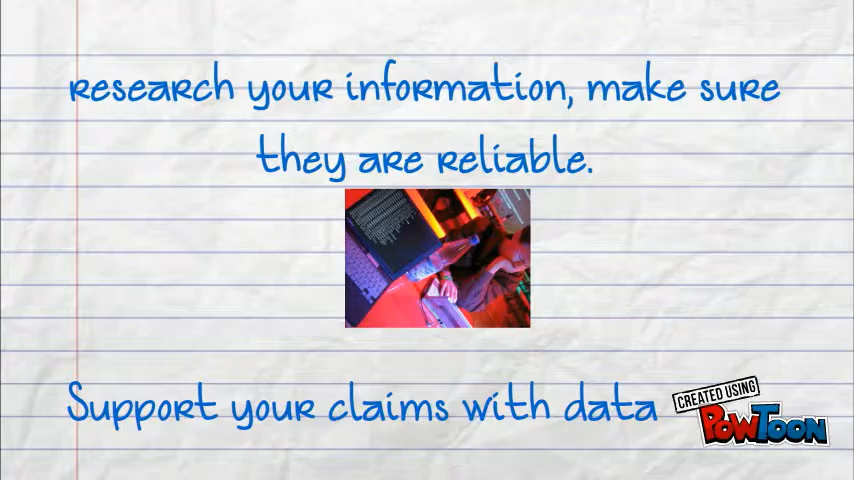 research your information, make sure
they are reliable.
Support your claims with data
CREATED USING
POWTOON